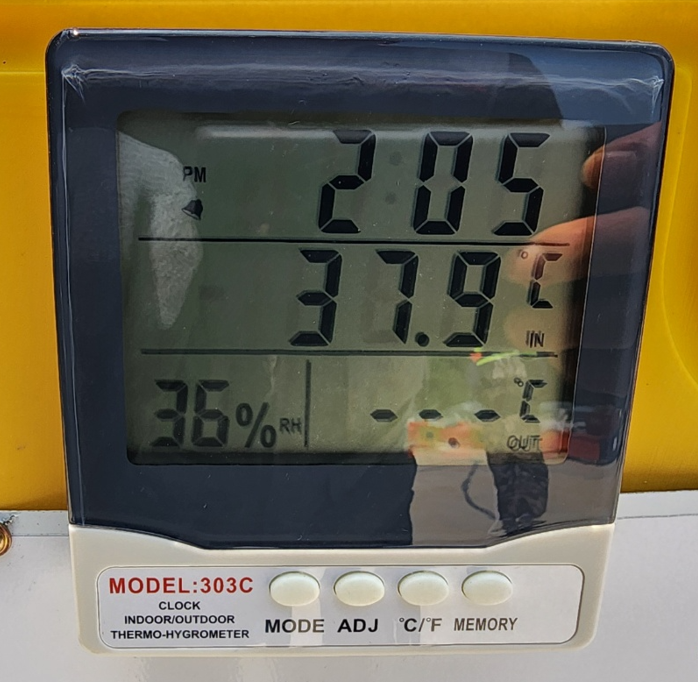 PM 2 05
37.9 °C
IN
36% RH - - -.- °C
OUT
MODEL:303C
CLOCK
INDOOR/OUTDOOR
THERMO-HYGROMETER
MODE ADJ °C/°F MEMORY